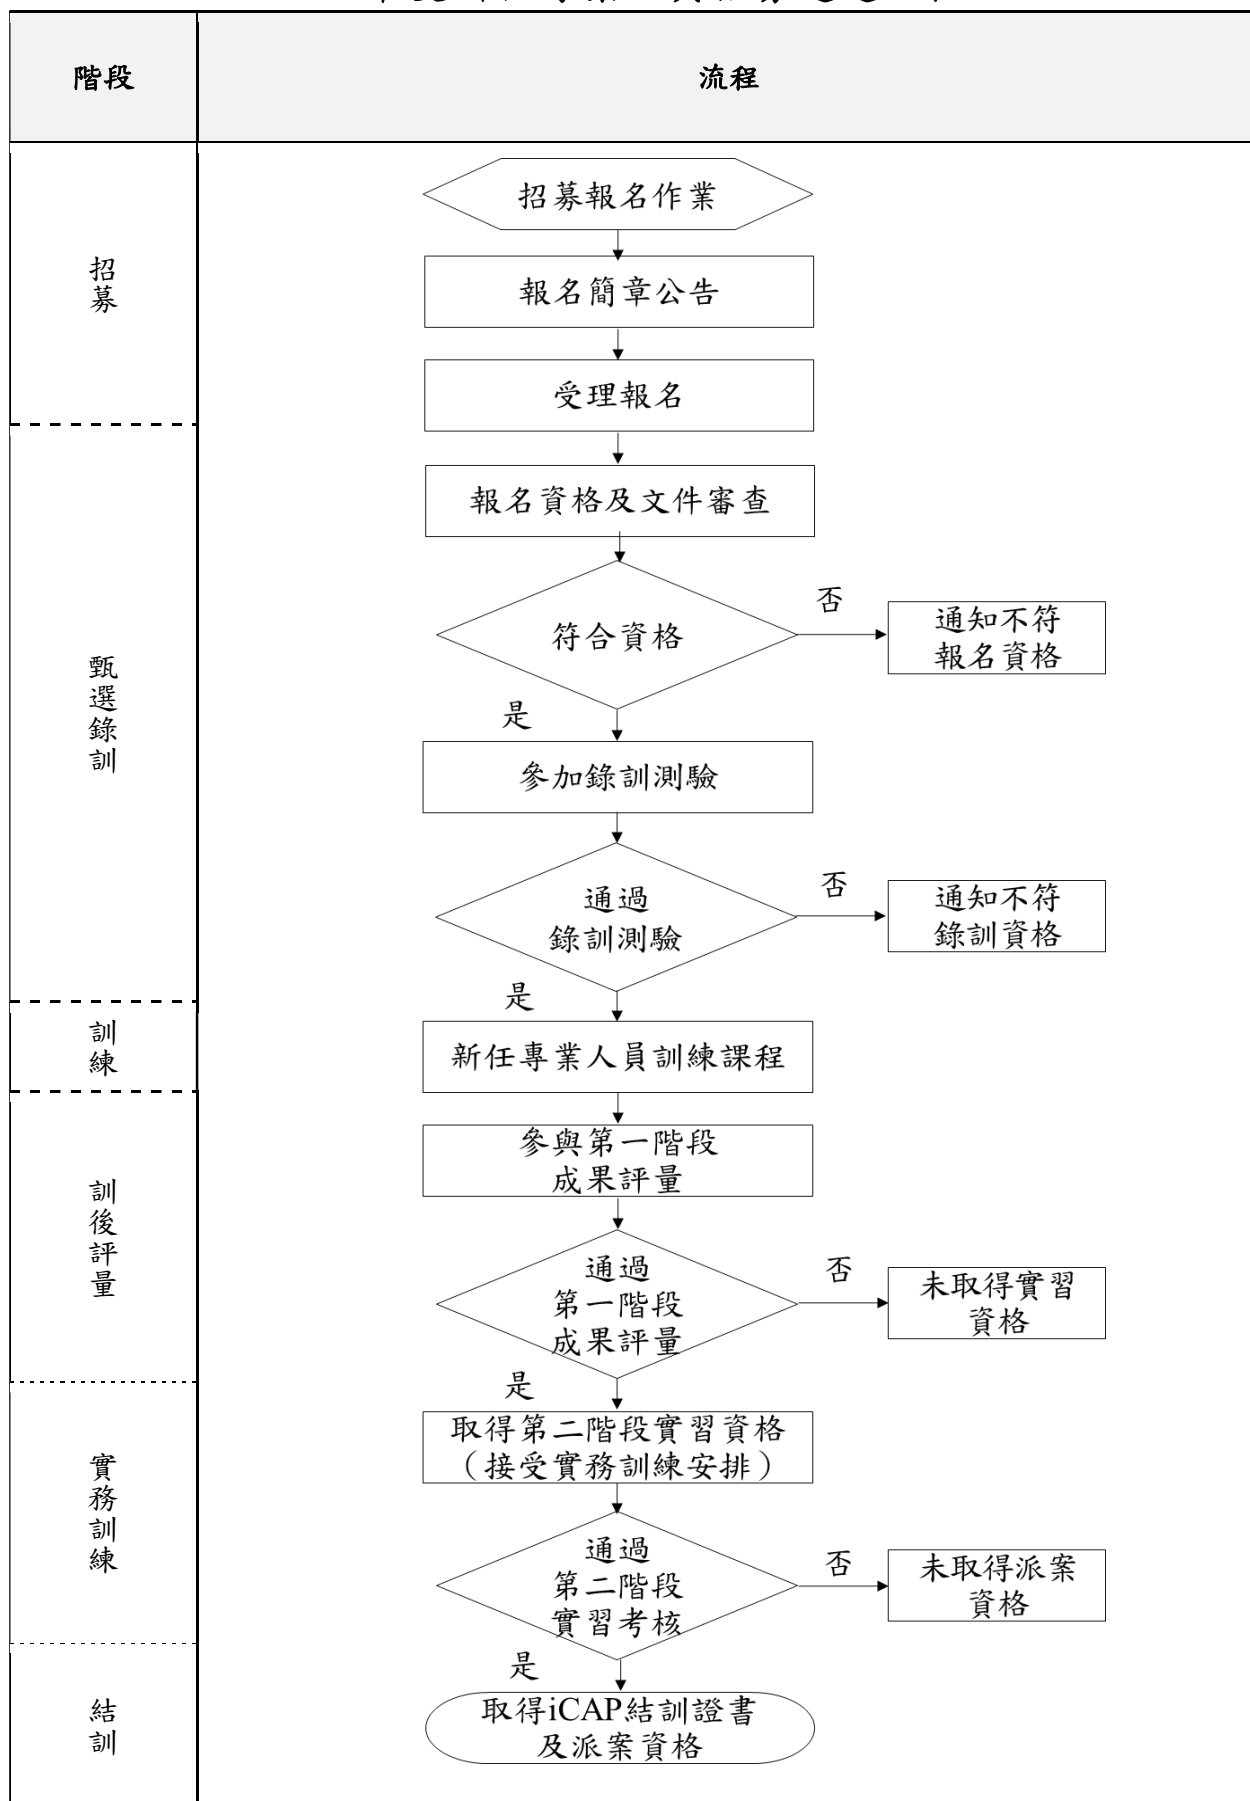 階段
流程
招募
招募報名作業
報名簡章公告
受理報名
甄選錄訓
報名資格及文件審查
符合資格
否
通知不符
報名資格
是
參加錄訓測驗
通過
錄訓測驗
否
通知不符
錄訓資格
是
訓練
新任專業人員訓練課程
訓後評量
參與第一階段
成果評量
通過
第一階段
成果評量
否
未取得實習
資格
是
實務訓練
取得第二階段實習資格
（接受實務訓練安排）
通過
第二階段
實習考核
否
未取得派案
資格
是
結訓
取得iCAP結訓證書
及派案資格